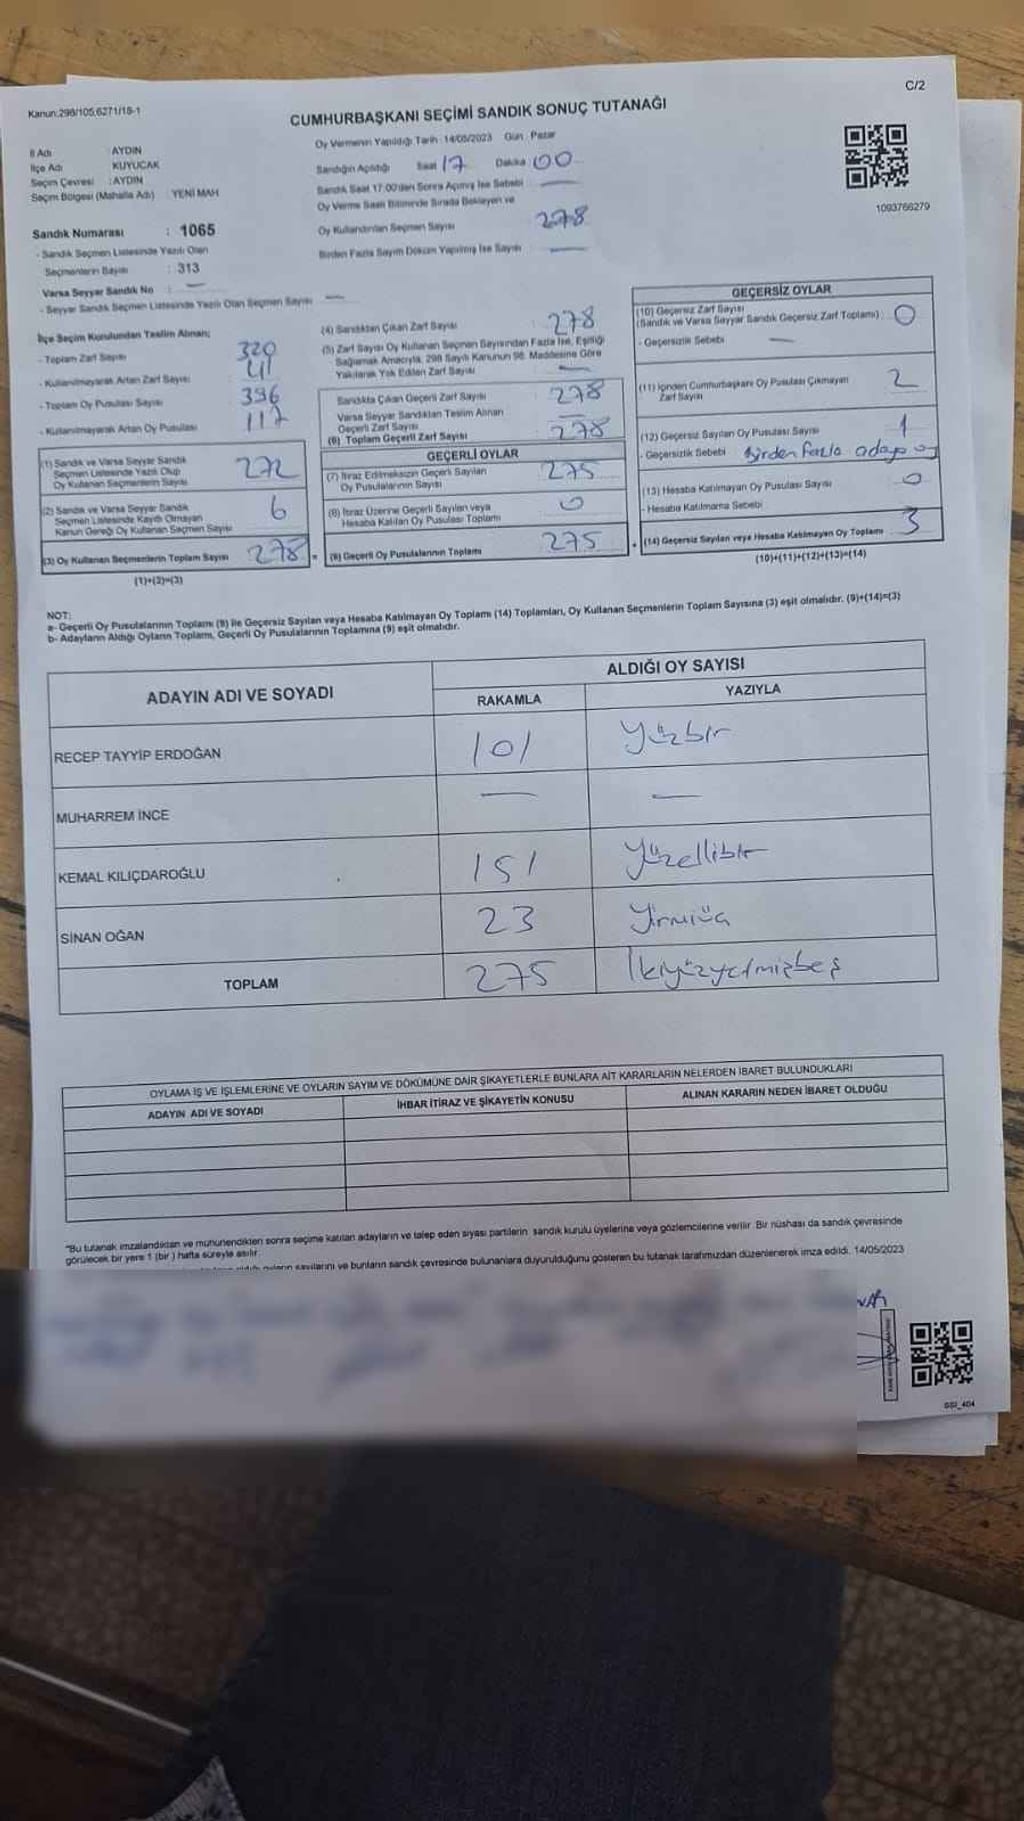 Kanun:298/105,6271/18-1
C/2
CUMHURBAŞKANI SEÇİMİ SANDIK SONUÇ TUTANAĞI
İl Adı AYDIN
İlçe Adı KUYUCAK
Seçim Çevresi : AYDIN
Seçim Bölgesi (Mahalle Adı) YENİ MAH
Oy Vermenin Yapıldığı Tarih : 14/05/2023 Gün : Pazar
Sandığın Açıldığı Saat 17 Dakika 00
Sandık Saat 17:00'den Sonra Açılmış İse Sebebi —
Oy Verme Saati Bitiminde Sırada Bekleyen ve
Oy Kullandırılan Seçmen Sayısı 278
Birden Fazla Sayım Döküm Yapılmış İse Sayısı —
1093766279
Sandık Numarası : 1065
- Sandık Seçmen Listesinde Yazılı Olan
Seçmenlerin Sayısı : 313
Varsa Seyyar Sandık No —
- Seyyar Sandık Seçmen Listesinde Yazılı Olan Seçmen Sayısı —
İlçe Seçim Kurulundan Teslim Alınan;
- Toplam Zarf Sayısı 320
- Kullanılmayarak Artan Zarf Sayısı 41
- Toplam Oy Pusulası Sayısı 396
- Kullanılmayarak Artan Oy Pusulası 117
(1) Sandık ve Varsa Seyyar Sandık
Seçmen Listesinde Yazılı Olup
Oy Kullanan Seçmenlerin Sayısı 272
(2) Sandık ve Varsa Seyyar Sandık
Seçmen Listesinde Kayıtlı Olmayan
Kanun Gereği Oy Kullanan Seçmen Sayısı 6
(3) Oy Kullanan Seçmenlerin Toplam Sayısı 278 =
(1)+(2)=(3)
(4) Sandıktan Çıkan Zarf Sayısı : 278
(5) Zarf Sayısı Oy Kullanan Seçmen Sayısından Fazla İse, Eşitliği
Sağlamak Amacıyla, 298 Sayılı Kanunun 98. Maddesine Göre
Yakılarak Yok Edilen Zarf Sayısı —
Sandıkta Çıkan Geçerli Zarf Sayısı 278
Varsa Seyyar Sandıktan Teslim Alınan
Geçerli Zarf Sayısı —
(6) Toplam Geçerli Zarf Sayısı 278
GEÇERLİ OYLAR
(7) İtiraz Edilmeksizin Geçerli Sayılan
Oy Pusulalarının Sayısı 275
(8) İtiraz Üzerine Geçerli Sayılan veya
Hesaba Katılan Oy Pusulası Toplamı 0
(9) Geçerli Oy Pusulalarının Toplamı 275 +
GEÇERSİZ OYLAR
(10) Geçersiz Zarf Sayısı
(Sandık ve Varsa Seyyar Sandık Geçersiz Zarf Toplamı) : 0
- Geçersizlik Sebebi —
(11) İçinden Cumhurbaşkanı Oy Pusulası Çıkmayan
Zarf Sayısı 2
(12) Geçersiz Sayılan Oy Pusulası Sayısı 1
- Geçersizlik Sebebi Birden fazla adaya oy
(13) Hesaba Katılmayan Oy Pusulası Sayısı 0
- Hesaba Katılmama Sebebi
(14) Geçersiz Sayılan veya Hesaba Katılmayan Oy Toplamı 3
(10)+(11)+(12)+(13)=(14)
NOT:
a- Geçerli Oy Pusulalarının Toplamı (9) ile Geçersiz Sayılan veya Hesaba Katılmayan Oy Toplamı (14) Toplamları, Oy Kullanan Seçmenlerin Toplam Sayısına (3) eşit olmalıdır. (9)+(14)=(3)
b- Adayların Aldığı Oyların Toplamı, Geçerli Oy Pusulalarının Toplamına (9) eşit olmalıdır.
ADAYIN ADI VE SOYADI
ALDIĞI OY SAYISI
RAKAMLA YAZIYLA
RECEP TAYYİP ERDOĞAN 101 Yüzbir
MUHARREM İNCE — —
KEMAL KILIÇDAROĞLU 151 Yüzellibir
SİNAN OĞAN 23 Yirmiüç
TOPLAM 275 İkiyüzyetmişbeş
OYLAMA İŞ VE İŞLEMLERİNE VE OYLARIN SAYIM VE DÖKÜMÜNE DAİR ŞİKAYETLERLE BUNLARA AİT KARARLARIN NELERDEN İBARET BULUNDUKLARI
ADAYIN ADI VE SOYADI İHBAR İTİRAZ VE ŞİKAYETİN KONUSU ALINAN KARARIN NEDEN İBARET OLDUĞU
"Bu tutanak imzalandıktan ve mühürlendikten sonra seçime katılan adayların ve talep eden siyasi partilerin sandık kurulu üyelerine veya gözlemcilerine verilir. Bir nüshası da sandık çevresinde
görülecek bir yere 1 (bir) hafta süreyle asılır.
oyların sayılarını ve bunların sandık çevresinde bulunanlara duyurulduğunu gösteren bu tutanak tarafımızdan düzenlenerek imza edildi. 14/05/2023